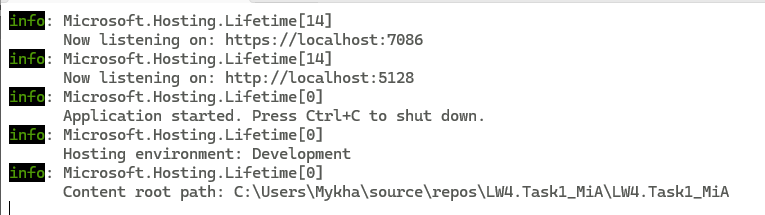 info: Microsoft.Hosting.Lifetime[14]
Now listening on: https://localhost:7086
info: Microsoft.Hosting.Lifetime[14]
Now listening on: http://localhost:5128
info: Microsoft.Hosting.Lifetime[0]
Application started. Press Ctrl+C to shut down.
info: Microsoft.Hosting.Lifetime[0]
Hosting environment: Development
info: Microsoft.Hosting.Lifetime[0]
Content root path: C:\Users\Mykha\source\repos\LW4.Task1_MiA\LW4.Task1_MiA